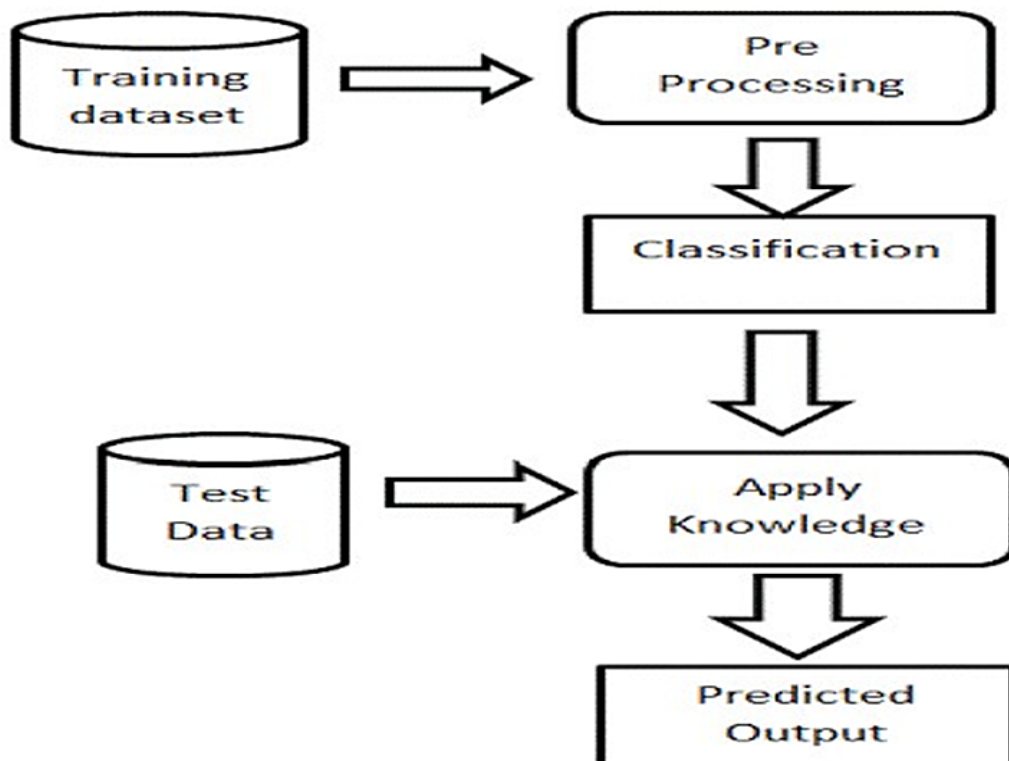 Training
dataset
Pre
Processing
Classification
Test
Data
Apply
Knowledge
Predicted
Output